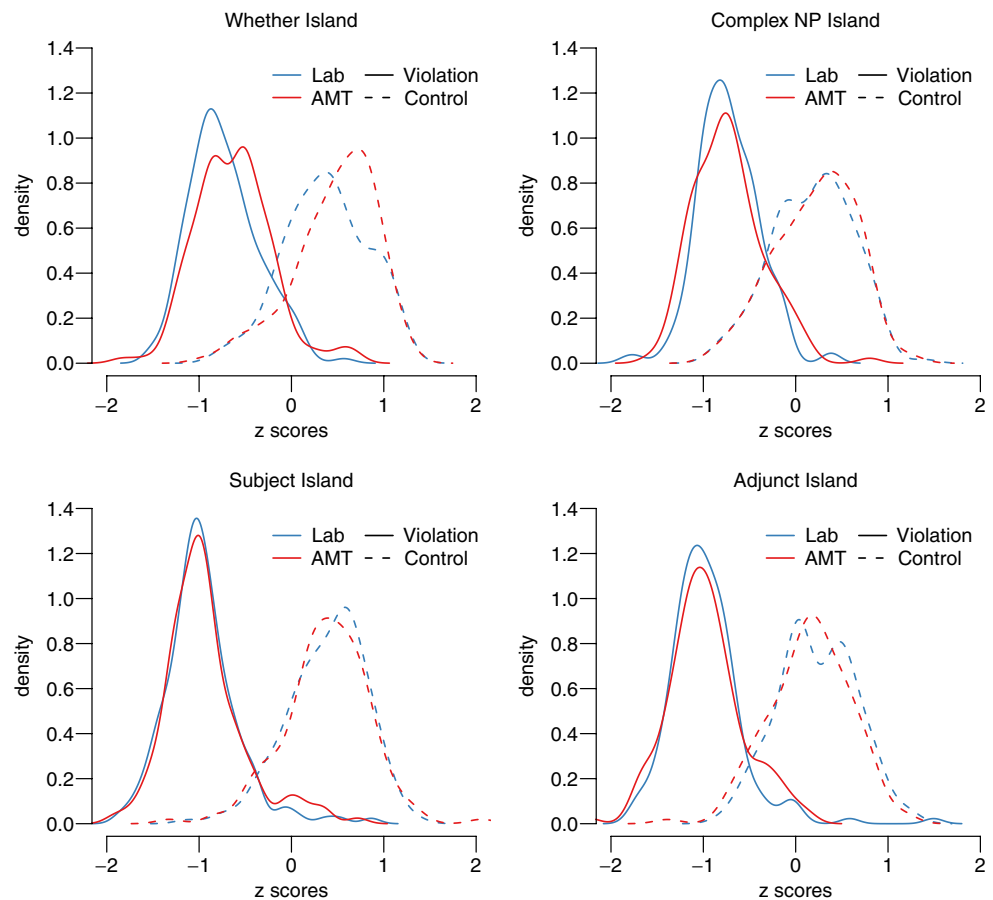 Whether Island
1.4
1.2
1.0
0.8
0.6
0.4
0.2
0.0
density
Lab Violation
AMT Control
−2 −1 0 1 2
z scores
Complex NP Island
1.4
1.2
1.0
0.8
0.6
0.4
0.2
0.0
density
Lab Violation
AMT Control
−2 −1 0 1 2
z scores
Subject Island
1.4
1.2
1.0
0.8
0.6
0.4
0.2
0.0
density
Lab Violation
AMT Control
−2 −1 0 1 2
z scores
Adjunct Island
1.4
1.2
1.0
0.8
0.6
0.4
0.2
0.0
density
Lab Violation
AMT Control
−2 −1 0 1 2
z scores